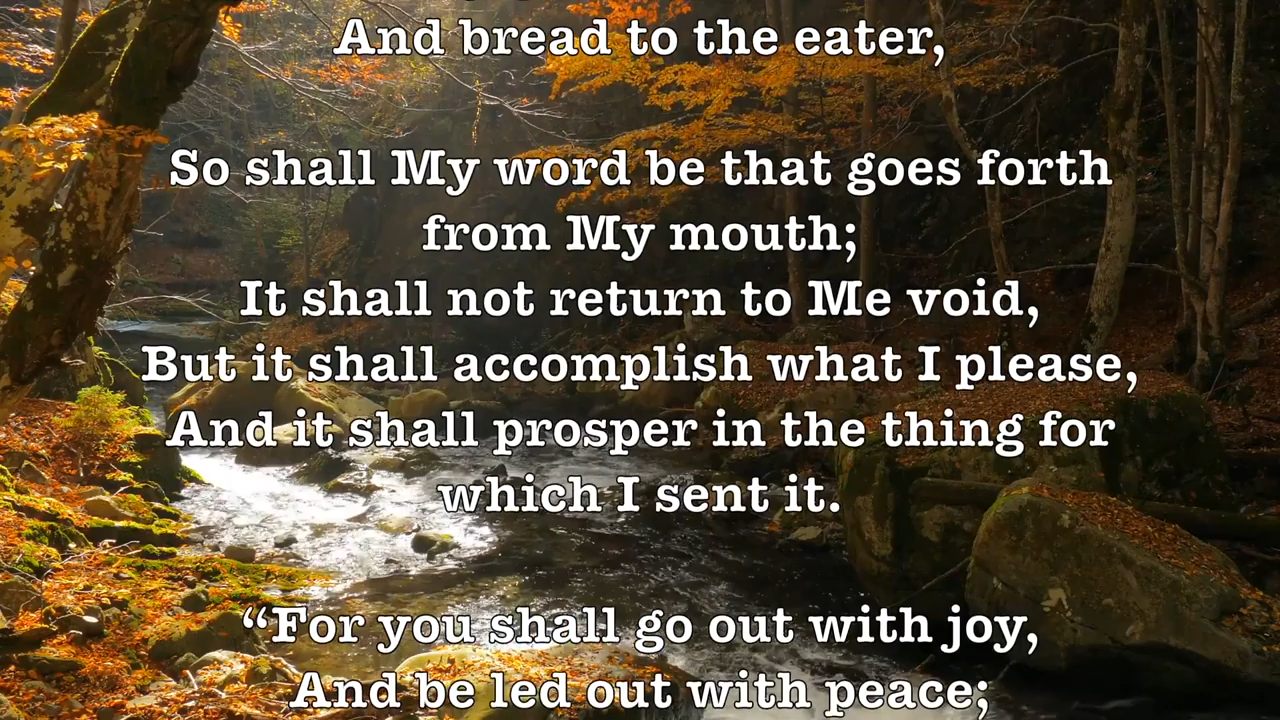 And bread to the eater,
So shall My word be that goes forth
from My mouth;
It shall not return to Me void,
But it shall accomplish what I please,
And it shall prosper in the thing for
which I sent it.
“For you shall go out with joy,
And be led out with peace;